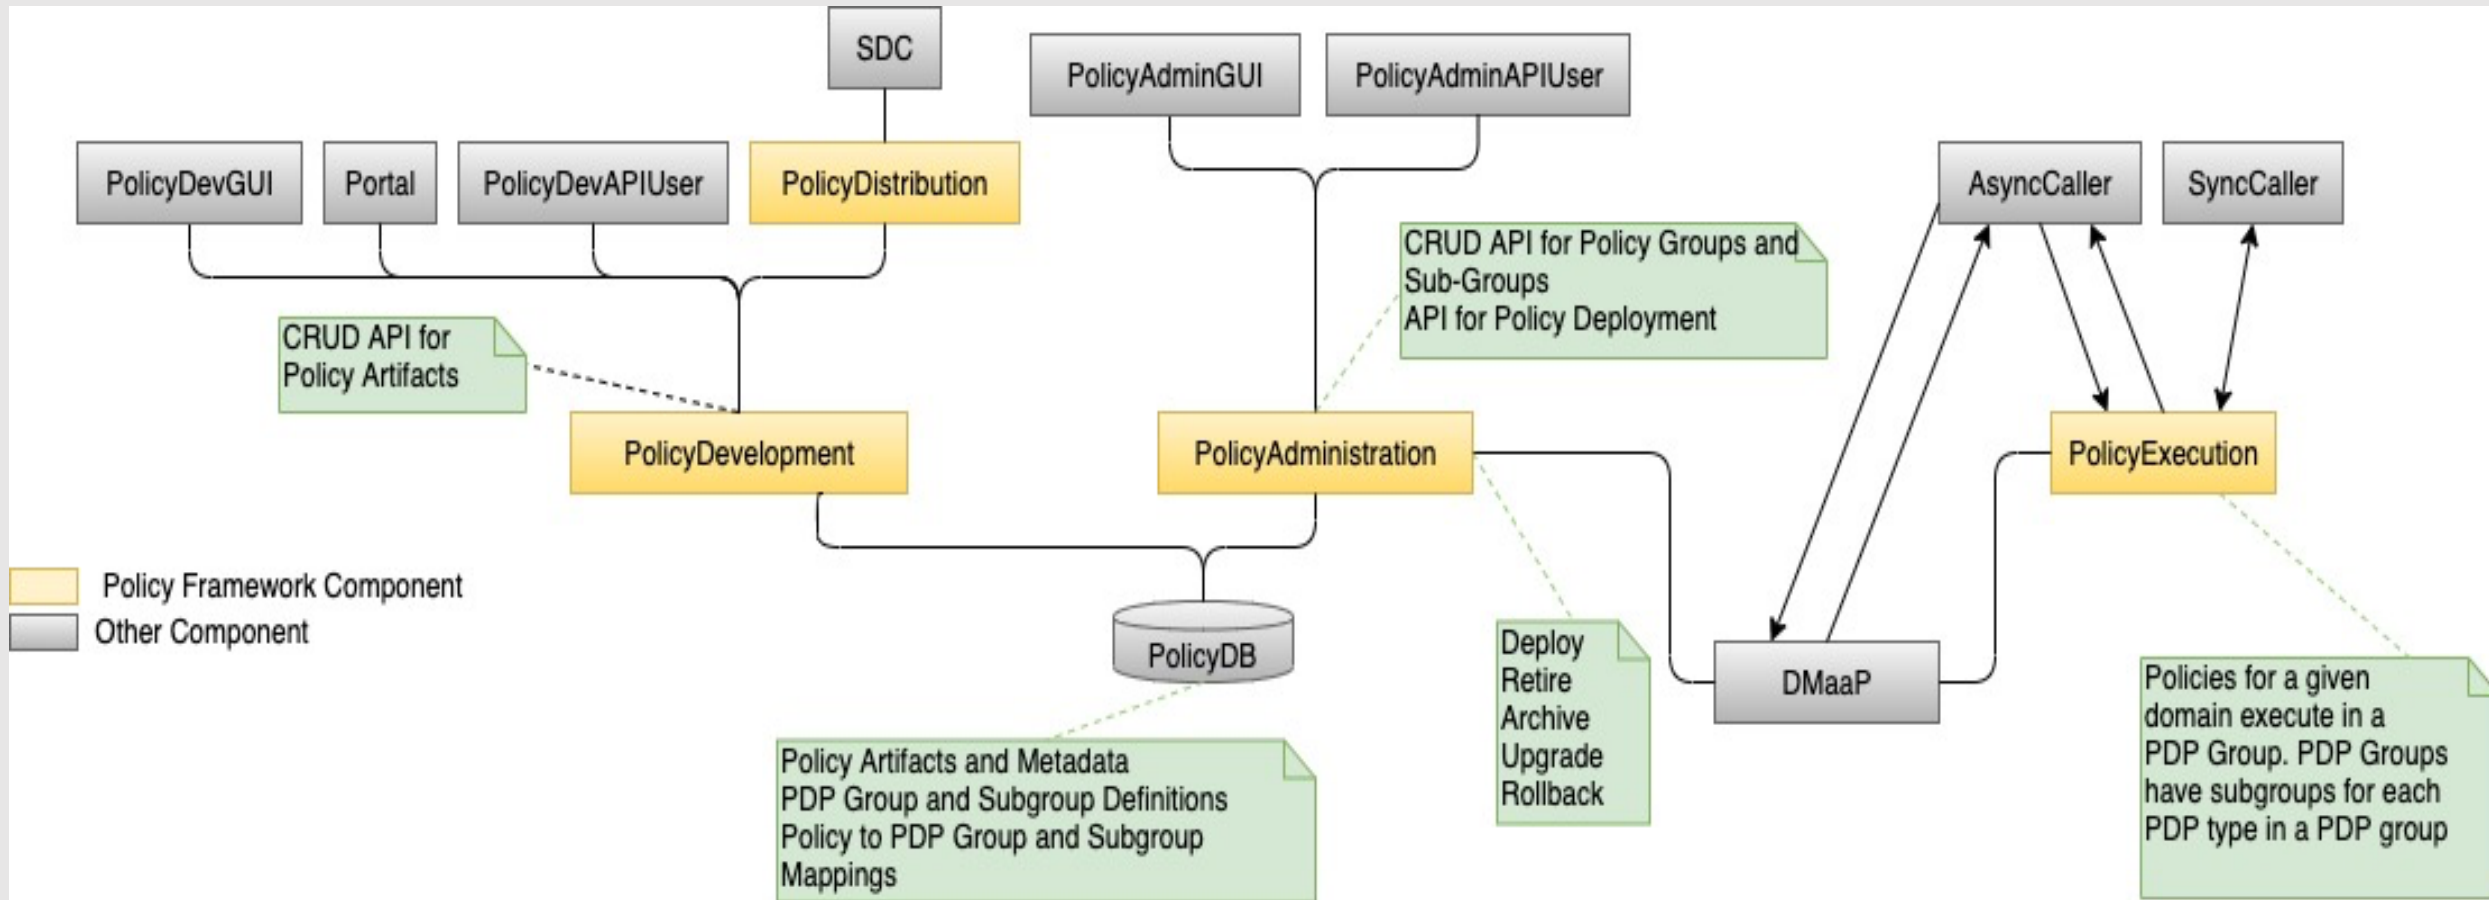 SDC
PolicyAdminGUI
PolicyAdminAPIUser
PolicyDevGUI
Portal
PolicyDevAPIUser
PolicyDistribution
AsyncCaller
SyncCaller
CRUD API for Policy Groups and
Sub-Groups
API for Policy Deployment
CRUD API for
Policy Artifacts
PolicyDevelopment
PolicyAdministration
PolicyExecution
Policy Framework Component
Other Component
PolicyDB
DMaaP
Deploy
Retire
Archive
Upgrade
Rollback
Policies for a given
domain execute in a
PDP Group. PDP Groups
have subgroups for each
PDP type in a PDP group
Policy Artifacts and Metadata
PDP Group and Subgroup Definitions
Policy to PDP Group and Subgroup
Mappings